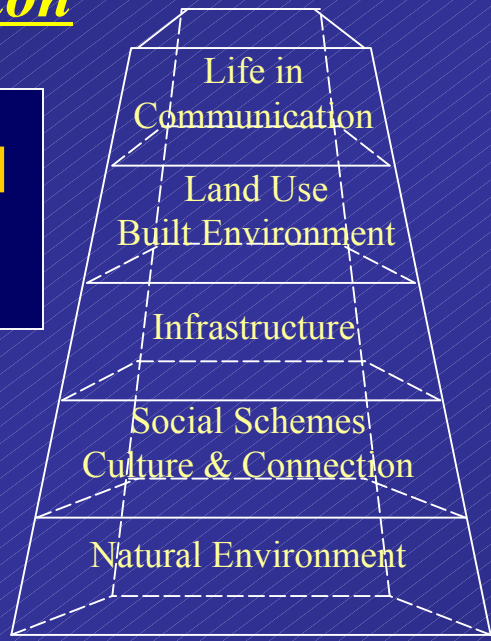 Life in
Communication
Land Use
Built Environment
Infrastructure
Social Schemes
Culture & Connection
Natural Environment